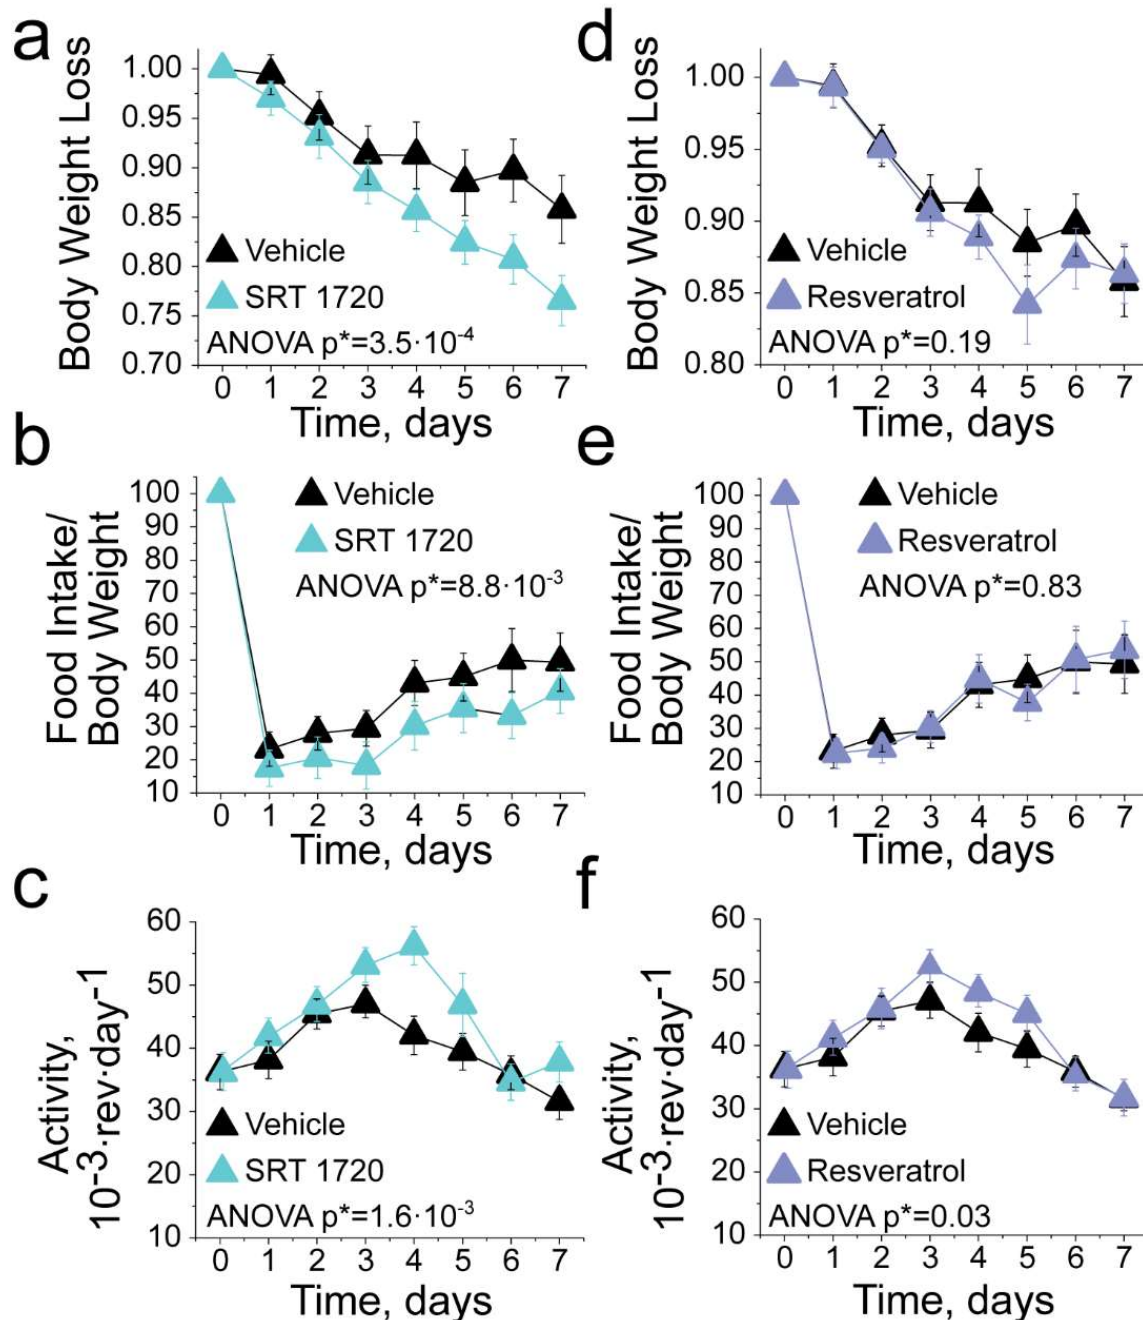 a
Body Weight Loss
1.00
0.95
0.90
0.85
0.80
0.75
0.70
Vehicle
SRT 1720
ANOVA p*=3.5·10⁻⁴
0 1 2 3 4 5 6 7
Time, days
b
Food Intake/
Body Weight
100
90
80
70
60
50
40
30
20
10
Vehicle
SRT 1720
ANOVA p*=8.8·10⁻³
0 1 2 3 4 5 6 7
Time, days
c
Activity,
10⁻³·rev·day⁻¹
60
50
40
30
20
10
Vehicle
SRT 1720
ANOVA p*=1.6·10⁻³
0 1 2 3 4 5 6 7
Time, days
d
Body Weight Loss
1.00
0.95
0.90
0.85
0.80
Vehicle
Resveratrol
ANOVA p*=0.19
0 1 2 3 4 5 6 7
Time, days
e
Food Intake/
Body Weight
100
90
80
70
60
50
40
30
20
10
Vehicle
Resveratrol
ANOVA p*=0.83
0 1 2 3 4 5 6 7
Time, days
f
Activity,
10⁻³·rev·day⁻¹
60
50
40
30
20
10
Vehicle
Resveratrol
ANOVA p*=0.03
0 1 2 3 4 5 6 7
Time, days